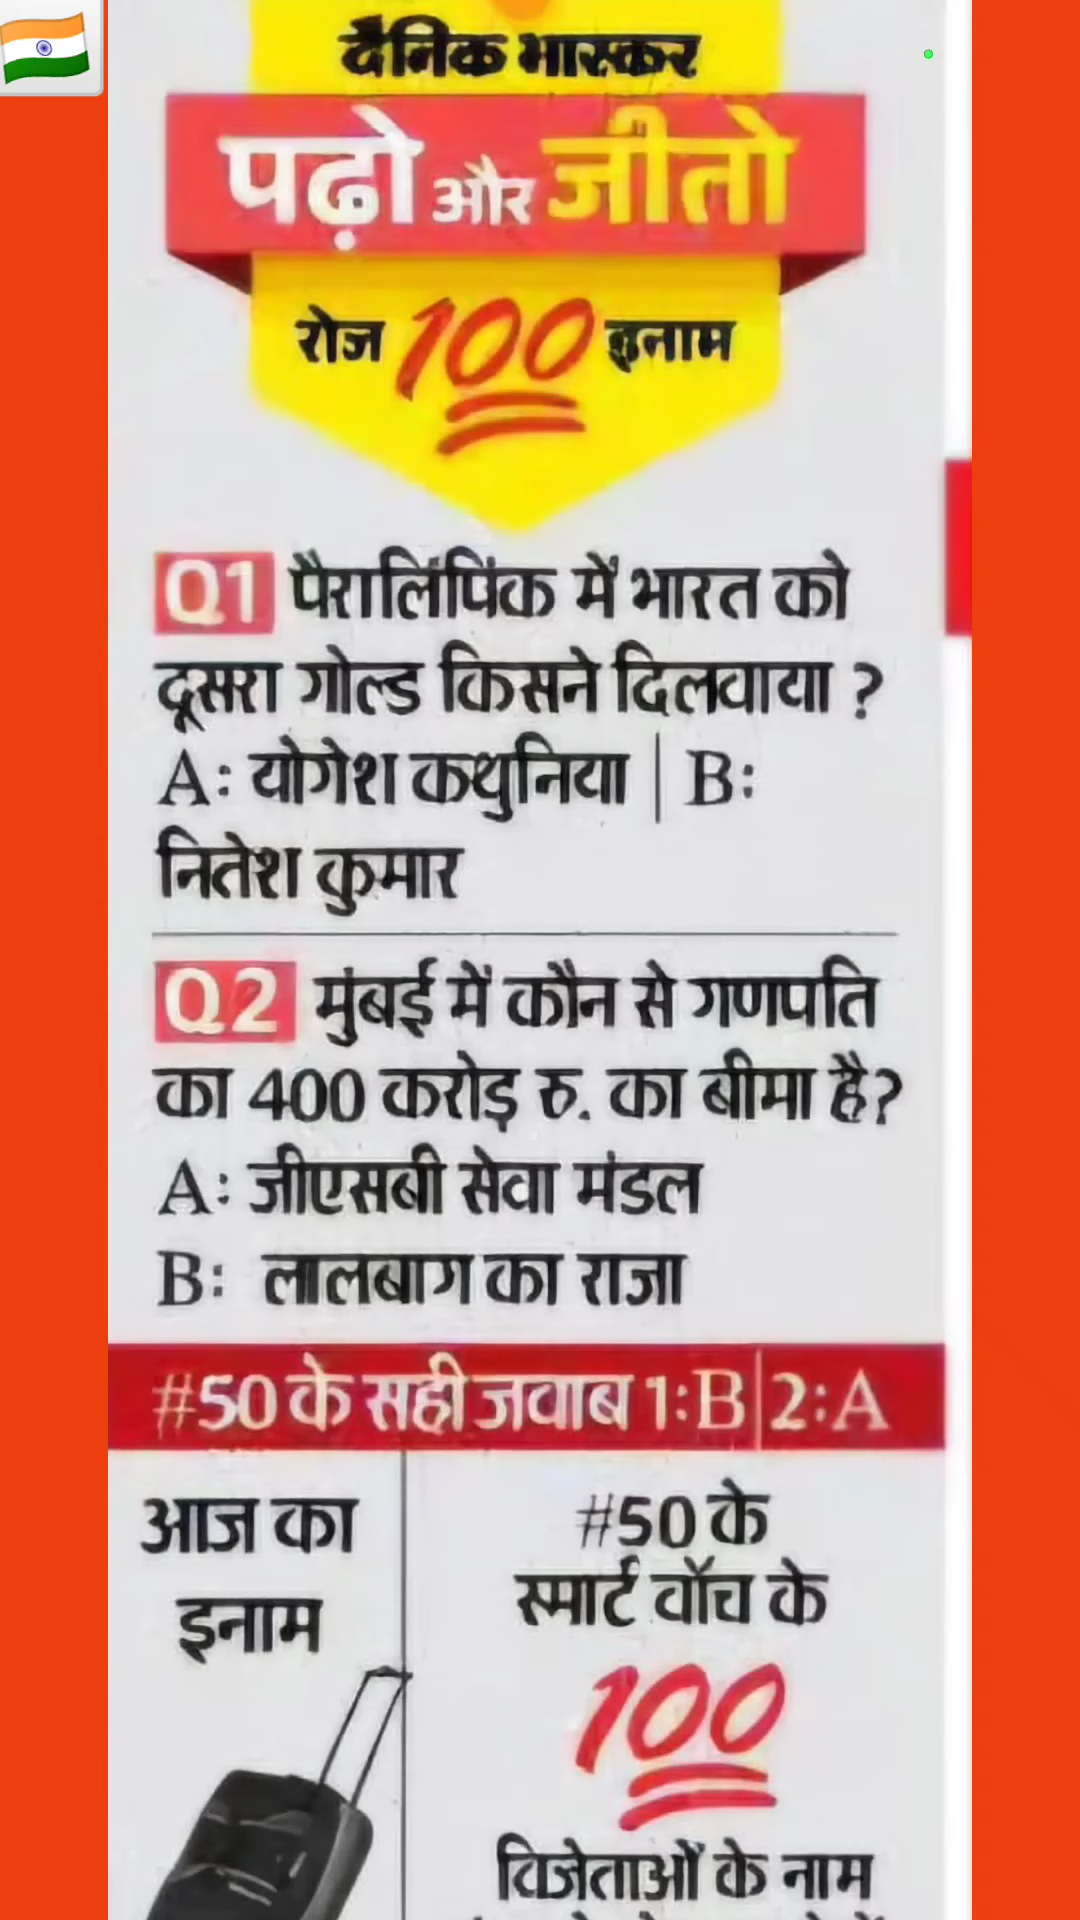 दैनिक भास्कर
पढ़ो और जीतो
रोज 100 इनाम
Q1 पैरालिंपिंक में भारत को
दूसरा गोल्ड किसने दिलवाया ?
A: योगेश कथुनिया | B:
नितेश कुमार
Q2 मुंबई में कौन से गणपति
का 400 करोड़ रु. का बीमा है?
A: जीएसबी सेवा मंडल
B: लालबाग का राजा
#50 के सही जवाब 1:B|2:A
आज का
इनाम
#50 के
स्मार्ट वॉच के
100
विजेताओं के नाम